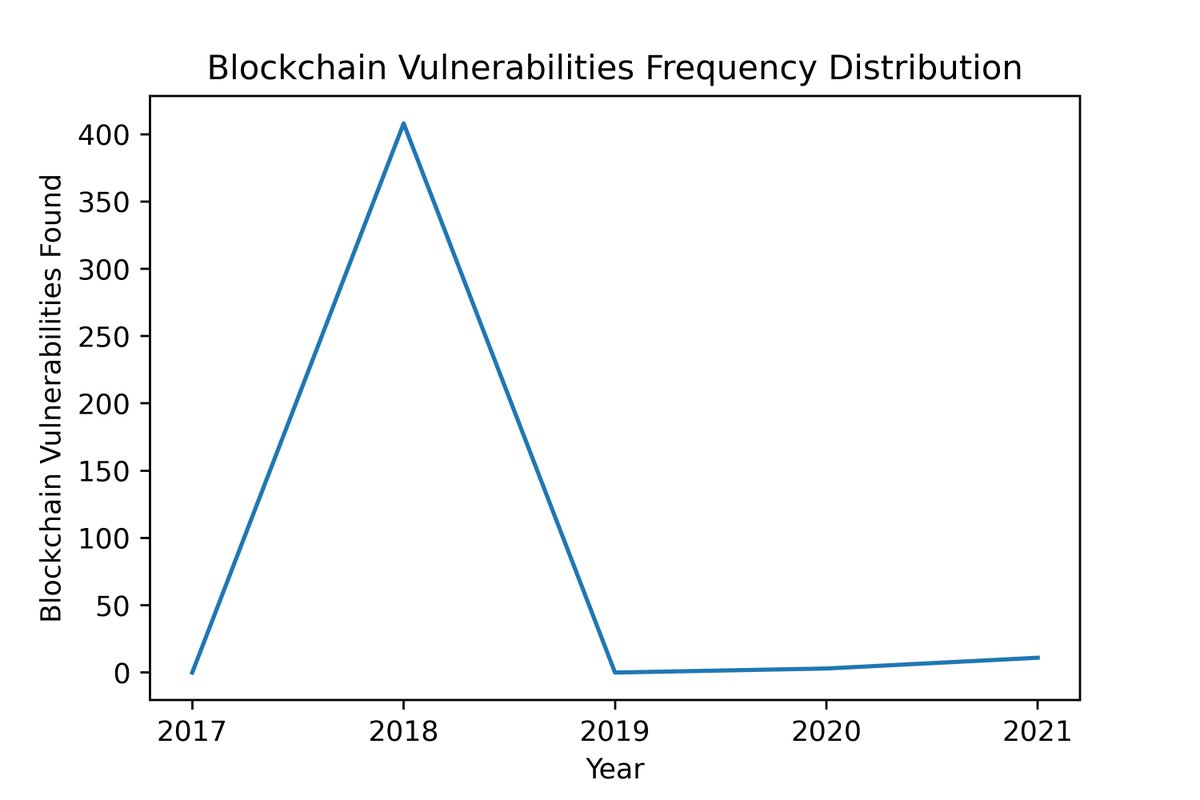 Blockchain Vulnerabilities Frequency Distribution
Blockchain Vulnerabilities Found
400
350
300
250
200
150
100
50
0
2017 2018 2019 2020 2021
Year